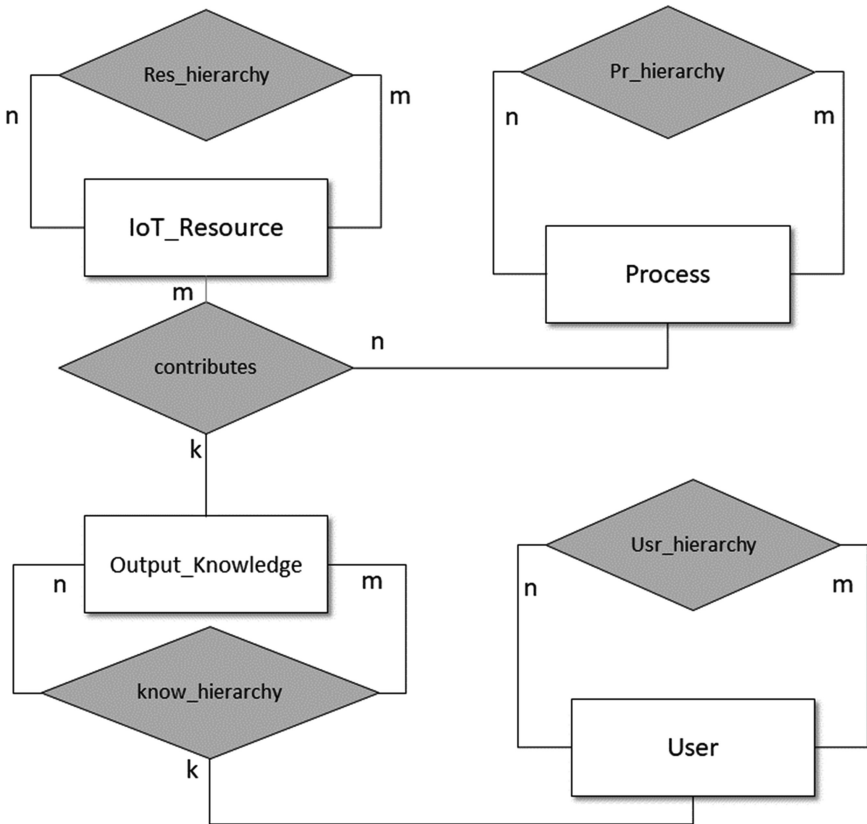 Res_hierarchy
n
m
IoT_Resource
m
contributes
n
k
Output_Knowledge
n
m
know_hierarchy
k
Pr_hierarchy
n
m
Process
Usr_hierarchy
n
m
User